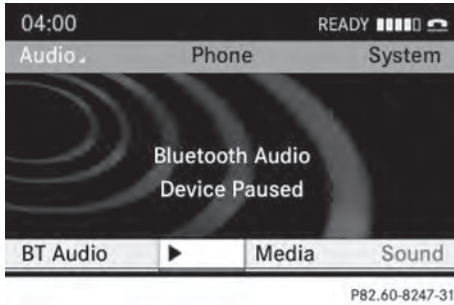 04:00 READY
Audio Phone System
Bluetooth Audio
Device Paused
BT Audio Media Sound
P82.60-8247-31